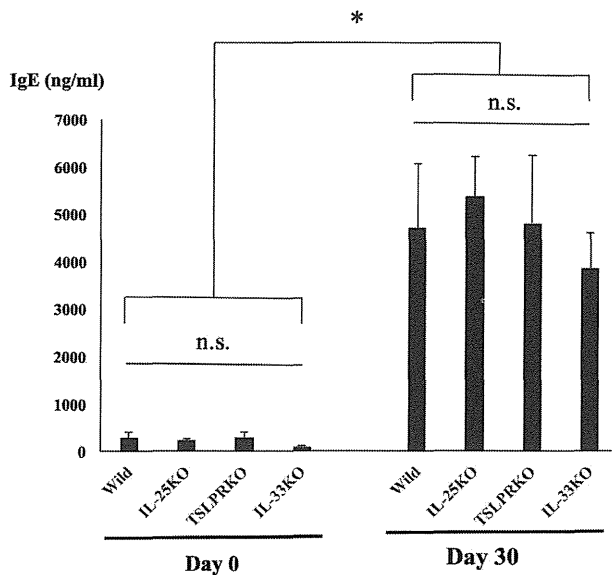 *
IgE (ng/ml)
n.s.
7000
6000
5000
4000
3000
2000
1000
0
n.s.
Wild
IL-25KO
TSLPRKO
IL-33KO
Wild
IL-25KO
TSLPRKO
IL-33KO
Day 0
Day 30